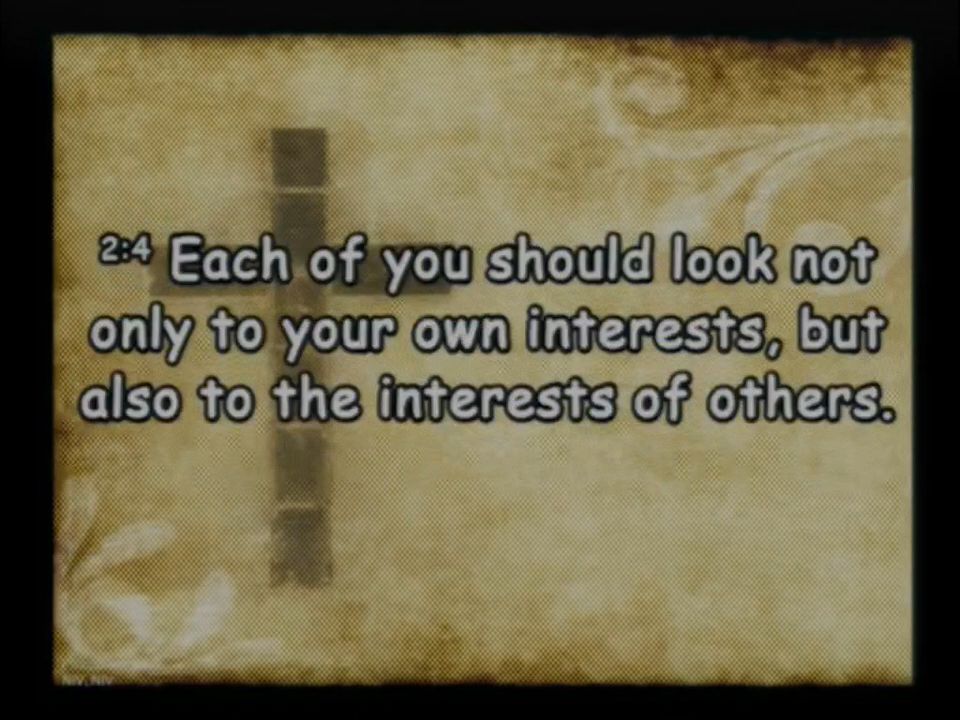 2:4 Each of you should look not
only to your own interests, but
also to the interests of others.